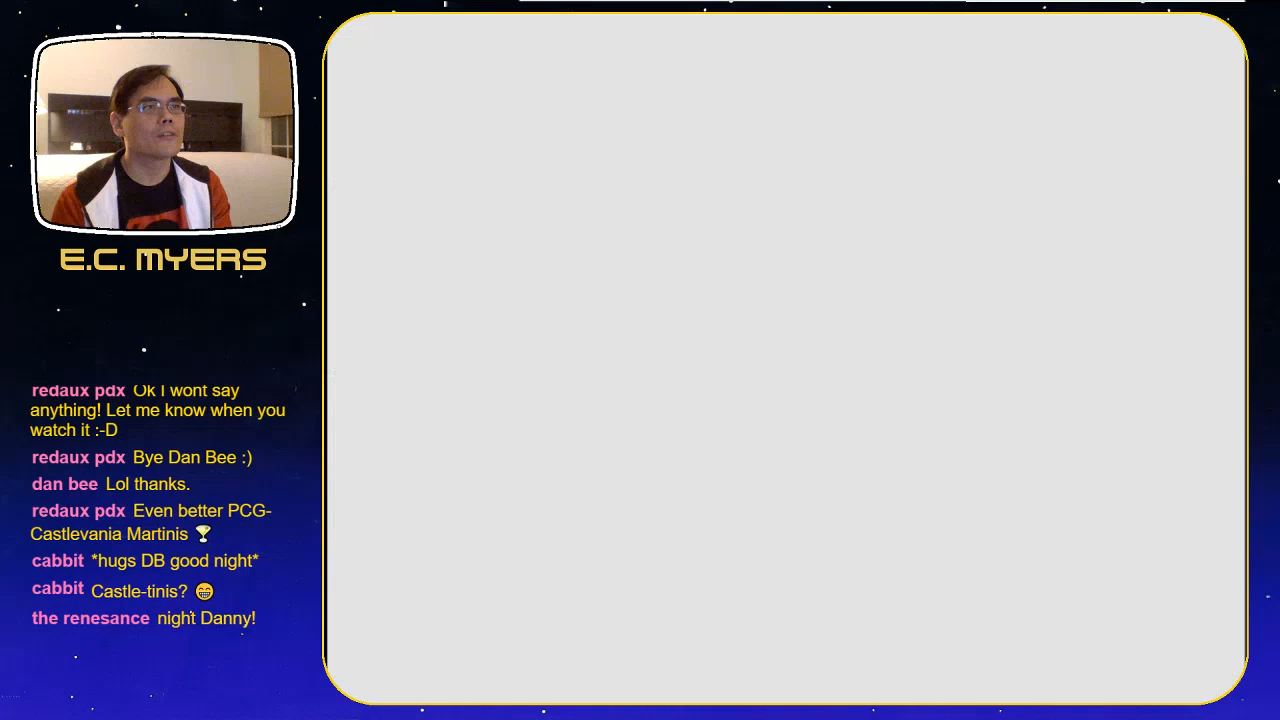 E.C. MYERS
redaux pdx Ok I wont say
anything! Let me know when you
watch it :-D
redaux pdx Bye Dan Bee :)
dan bee Lol thanks.
redaux pdx Even better PCG-
Castlevania Martinis 🍸
cabbit *hugs DB good night*
cabbit Castle-tinis? 😁
the renesance night Danny!